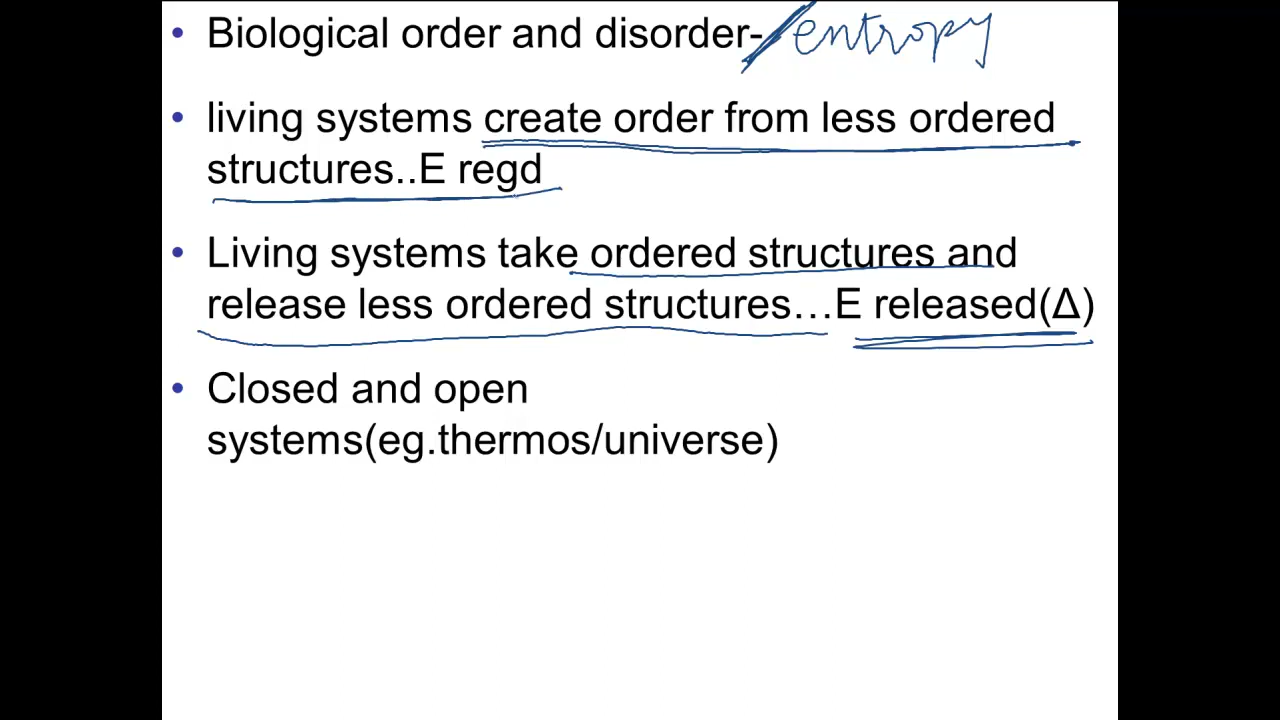 • Biological order and disorder-/entropy
• living systems create order from less ordered
structures..E regd
• Living systems take ordered structures and
release less ordered structures…E released(Δ)
• Closed and open
systems(eg.thermos/universe)